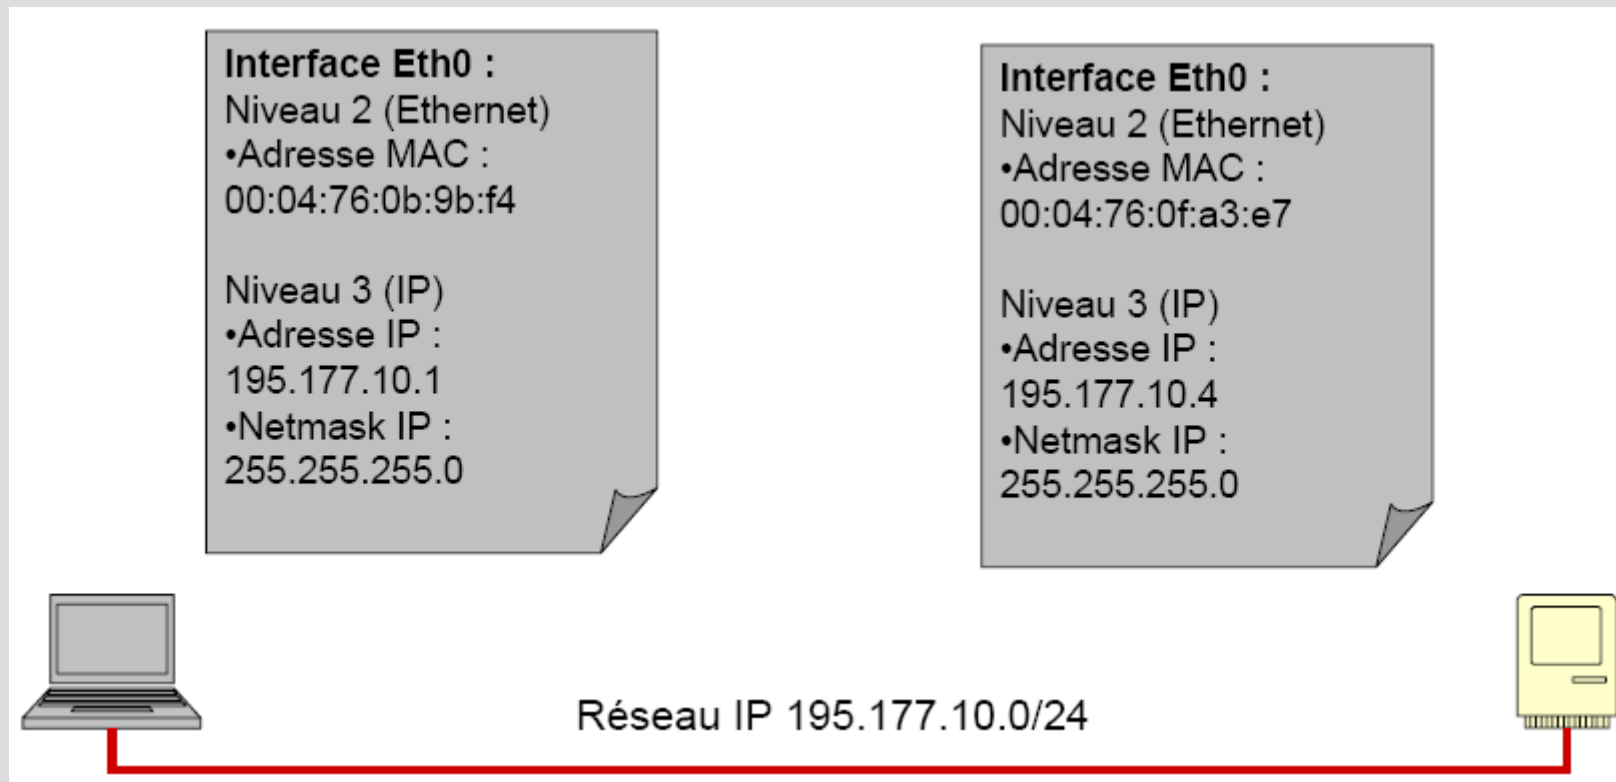 Interface Eth0 :
Niveau 2 (Ethernet)
•Adresse MAC :
00:04:76:0b:9b:f4
Niveau 3 (IP)
•Adresse IP :
195.177.10.1
•Netmask IP :
255.255.255.0
Interface Eth0 :
Niveau 2 (Ethernet)
•Adresse MAC :
00:04:76:0f:a3:e7
Niveau 3 (IP)
•Adresse IP :
195.177.10.4
•Netmask IP :
255.255.255.0
Réseau IP 195.177.10.0/24